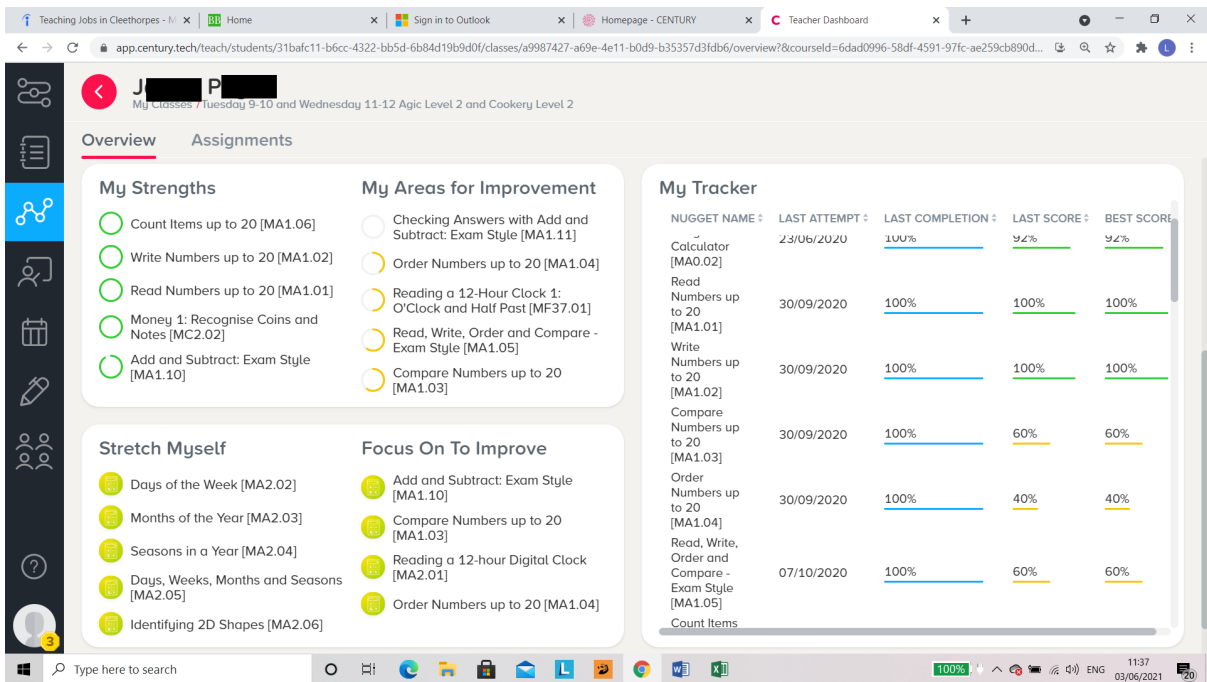 Teaching Jobs in Cleethorpes - M
BB Home
Sign in to Outlook
Homepage - CENTURY
C Teacher Dashboard
app.century.tech/teach/students/31bafc11-b6cc-4322-bb5d-6b84d19b9d0f/classes/a9987427-a69e-4e11-b0d9-b35357d3fdb6/overview?&courseId=6dad0996-58df-4591-97fc-ae259cb890d...
L
J P
My Classes / Tuesday 9-10 and Wednesday 11-12 Agic Level 2 and Cookery Level 2
Overview Assignments
My Strengths
Count Items up to 20 [MA1.06]
Write Numbers up to 20 [MA1.02]
Read Numbers up to 20 [MA1.01]
Money 1: Recognise Coins and
Notes [MC2.02]
Add and Subtract: Exam Style
[MA1.10]
My Areas for Improvement
Checking Answers with Add and
Subtract: Exam Style [MA1.11]
Order Numbers up to 20 [MA1.04]
Reading a 12-Hour Clock 1:
O'Clock and Half Past [MF37.01]
Read, Write, Order and Compare -
Exam Style [MA1.05]
Compare Numbers up to 20
[MA1.03]
Stretch Myself
Days of the Week [MA2.02]
Months of the Year [MA2.03]
Seasons in a Year [MA2.04]
Days, Weeks, Months and Seasons
[MA2.05]
Identifying 2D Shapes [MA2.06]
Focus On To Improve
Add and Subtract: Exam Style
[MA1.10]
Compare Numbers up to 20
[MA1.03]
Reading a 12-hour Digital Clock
[MA2.01]
Order Numbers up to 20 [MA1.04]
My Tracker
NUGGET NAME LAST ATTEMPT LAST COMPLETION LAST SCORE BEST SCORE
23/06/2020 100% 92% 92%
Calculator
[MA0.02]
Read
Numbers up
to 20
[MA1.01]
30/09/2020 100% 100% 100%
Write
Numbers up
to 20
[MA1.02]
30/09/2020 100% 100% 100%
Compare
Numbers up
to 20
[MA1.03]
30/09/2020 100% 60% 60%
Order
Numbers up
to 20
[MA1.04]
30/09/2020 100% 40% 40%
Read, Write,
Order and
Compare -
Exam Style
[MA1.05]
07/10/2020 100% 60% 60%
Count Items
?
3
Type here to search
L
100%
ENG
11:37
03/06/2021
20